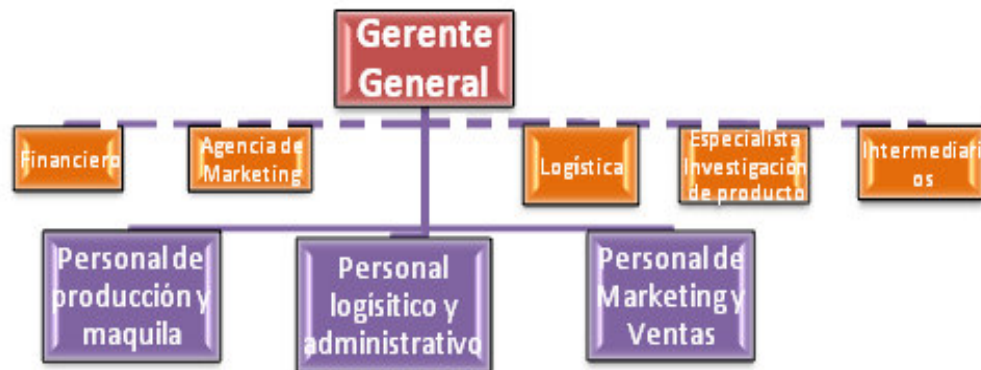 Gerente
General
Financiero
Agencia de
Marketing
Logística
Especialista
Investigación
de producto
Intermediari
os
Personal de
producción y
maquila
Personal
logísitico y
administrativo
Personal de
Marketing y
Ventas